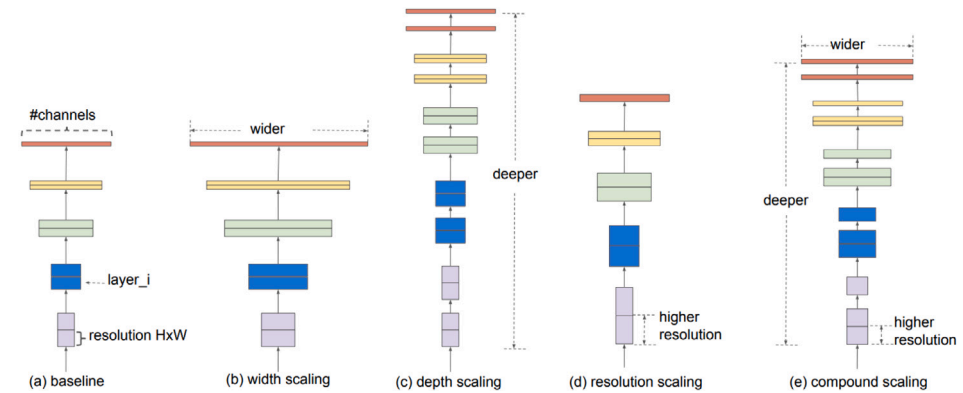 #channels
layer_i
resolution HxW
(a) baseline
wider
(b) width scaling
deeper
(c) depth scaling
higher
resolution
(d) resolution scaling
wider
deeper
higher
resolution
(e) compound scaling